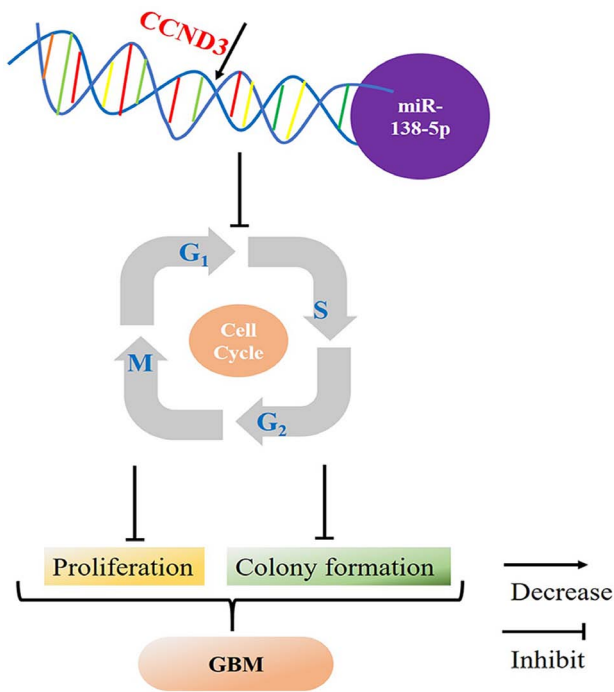 CCND3
miR-
138-5p
G₁
S
Cell
Cycle
M
G₂
Proliferation
Colony formation
Decrease
Inhibit
GBM